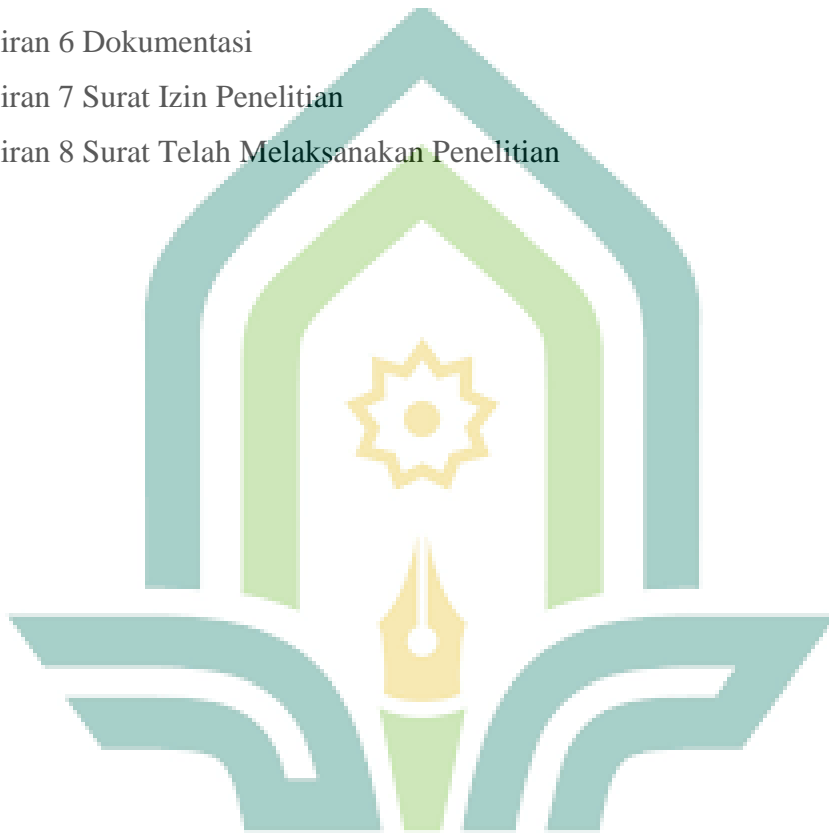 iran 6 Dokumentasi
iran 7 Surat Izin Penelitian
iran 8 Surat Telah Melaksanakan Penelitian